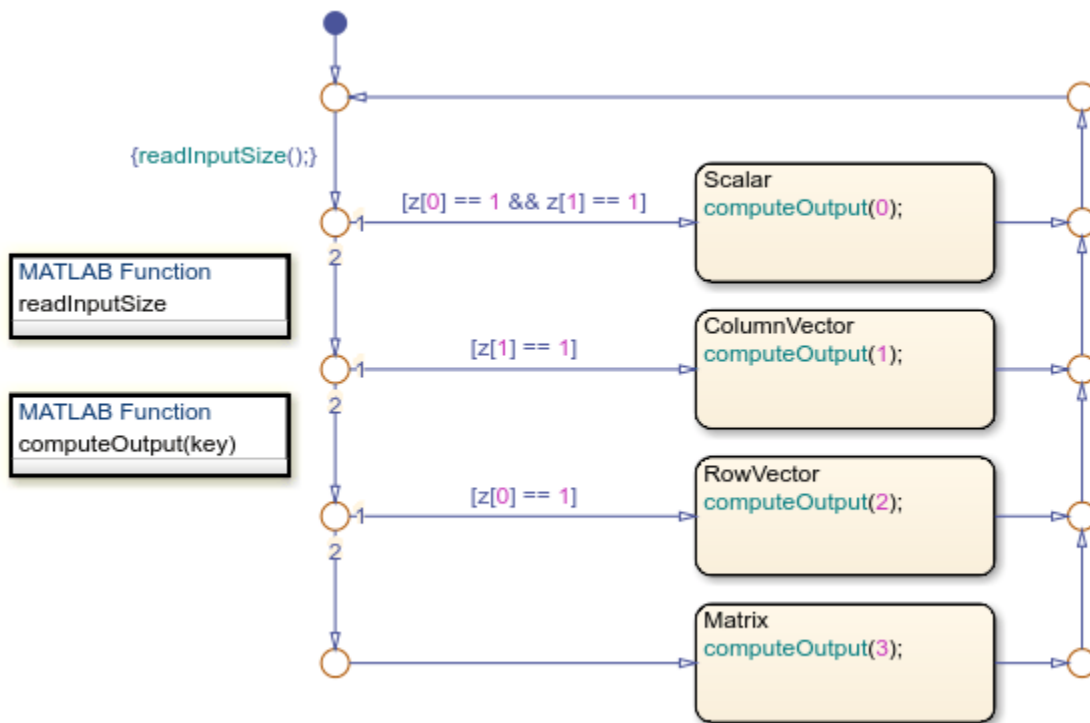 {readInputSize();}
[z[0] == 1 && z[1] == 1]
1
2
Scalar
computeOutput(0);
MATLAB Function
readInputSize
[z[1] == 1]
1
2
ColumnVector
computeOutput(1);
MATLAB Function
computeOutput(key)
[z[0] == 1]
1
2
RowVector
computeOutput(2);
Matrix
computeOutput(3);